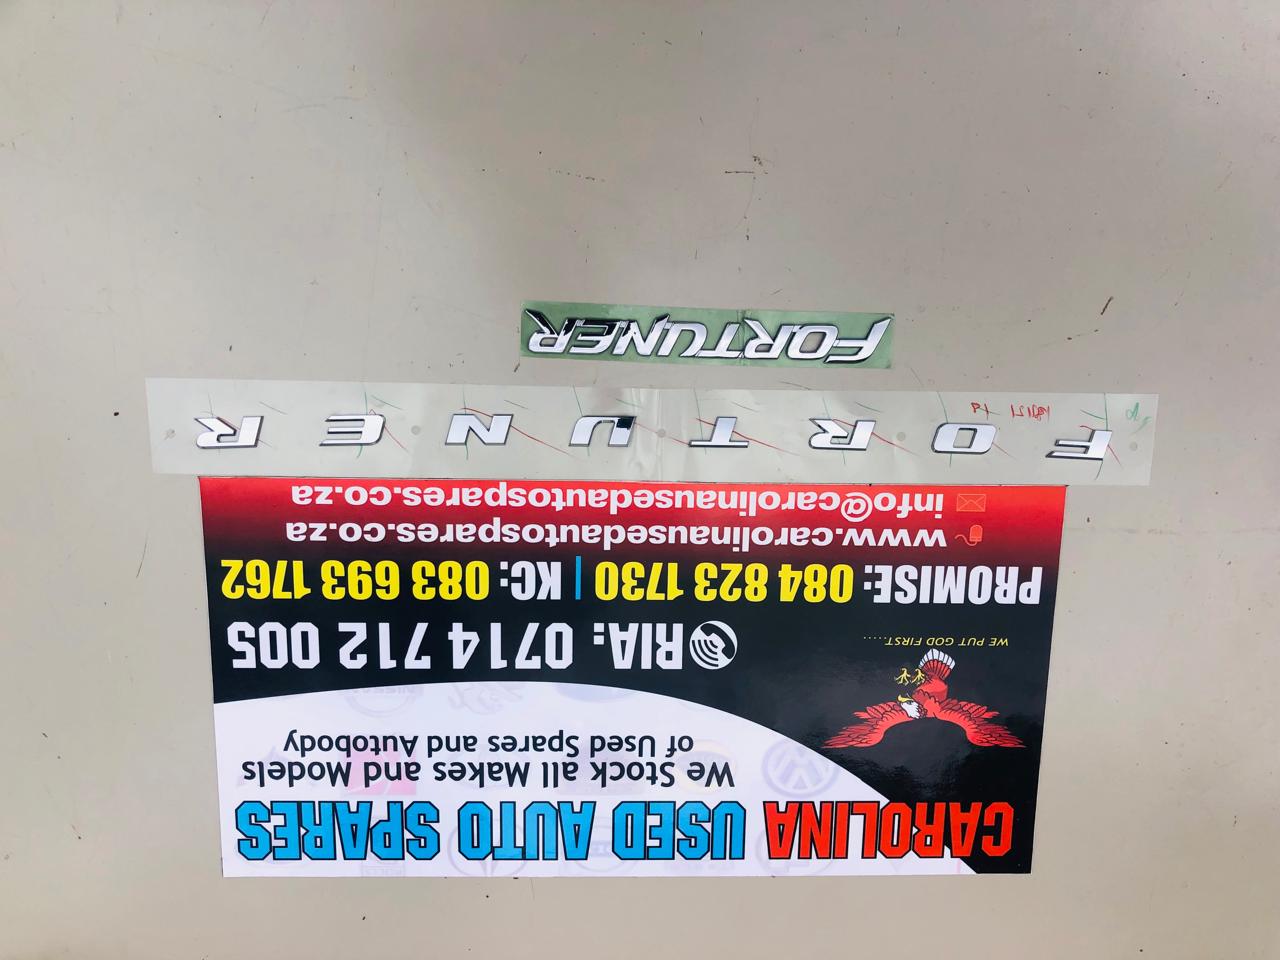 CAROLINA USED AUTO SPARES
We Stock all Makes and Models
of Used Spares and Autobody
WE PUT GOD FIRST.....
RIA: 0714 712 005
PROMISE: 084 823 1730 | KC: 083 693 1762
www.carolinausedautospares.co.za
info@carolinausedautospares.co.za
FORTUNER
FORTUNER